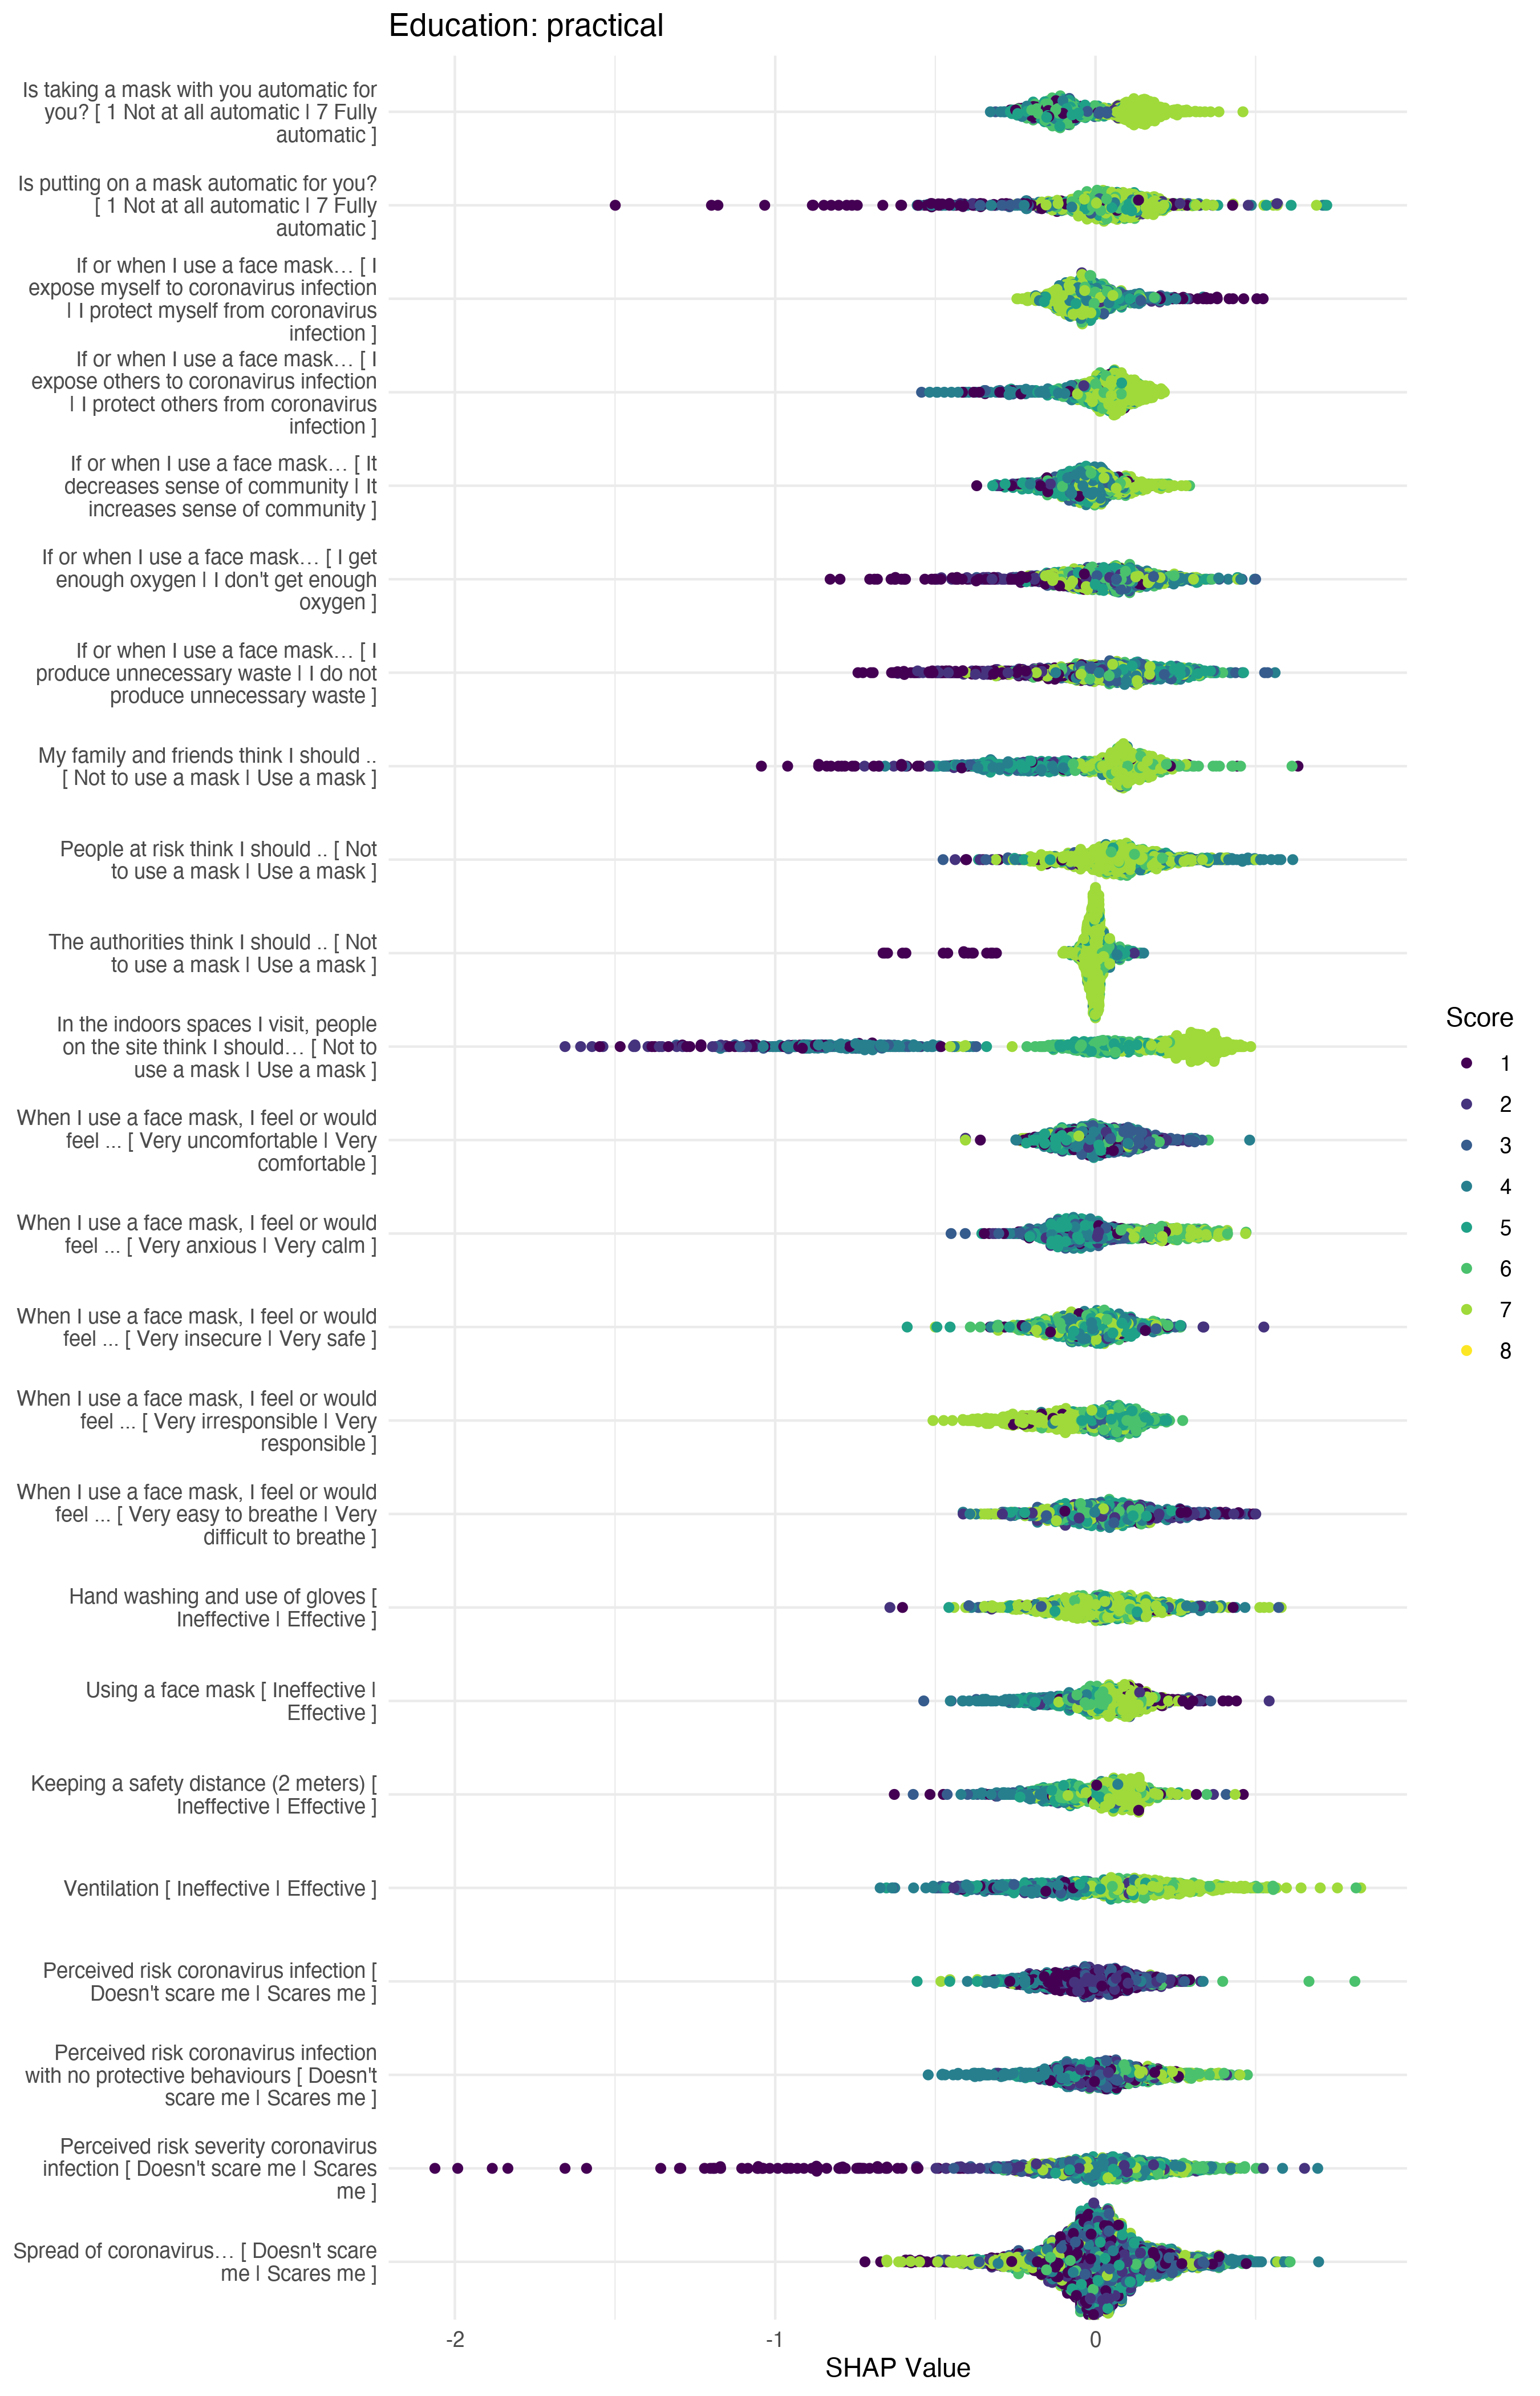 Education: practical
Is taking a mask with you automatic for
you? [ 1 Not at all automatic | 7 Fully
automatic ]
Is putting on a mask automatic for you?
[ 1 Not at all automatic | 7 Fully
automatic ]
If or when I use a face mask… [ I
expose myself to coronavirus infection
| I protect myself from coronavirus
infection ]
If or when I use a face mask… [ I
expose others to coronavirus infection
| I protect others from coronavirus
infection ]
If or when I use a face mask… [ It
decreases sense of community | It
increases sense of community ]
If or when I use a face mask… [ I get
enough oxygen | I don't get enough
oxygen ]
If or when I use a face mask… [ I
produce unnecessary waste | I do not
produce unnecessary waste ]
My family and friends think I should ..
[ Not to use a mask | Use a mask ]
People at risk think I should .. [ Not
to use a mask | Use a mask ]
The authorities think I should .. [ Not
to use a mask | Use a mask ]
In the indoors spaces I visit, people
on the site think I should… [ Not to
use a mask | Use a mask ]
When I use a face mask, I feel or would
feel ... [ Very uncomfortable | Very
comfortable ]
When I use a face mask, I feel or would
feel ... [ Very anxious | Very calm ]
When I use a face mask, I feel or would
feel ... [ Very insecure | Very safe ]
When I use a face mask, I feel or would
feel ... [ Very irresponsible | Very
responsible ]
When I use a face mask, I feel or would
feel ... [ Very easy to breathe | Very
difficult to breathe ]
Hand washing and use of gloves [
Ineffective | Effective ]
Using a face mask [ Ineffective |
Effective ]
Keeping a safety distance (2 meters) [
Ineffective | Effective ]
Ventilation [ Ineffective | Effective ]
Perceived risk coronavirus infection [
Doesn't scare me | Scares me ]
Perceived risk coronavirus infection
with no protective behaviours [ Doesn't
scare me | Scares me ]
Perceived risk severity coronavirus
infection [ Doesn't scare me | Scares
me ]
Spread of coronavirus… [ Doesn't scare
me | Scares me ]
-2
-1
0
SHAP Value
Score
1
2
3
4
5
6
7
8